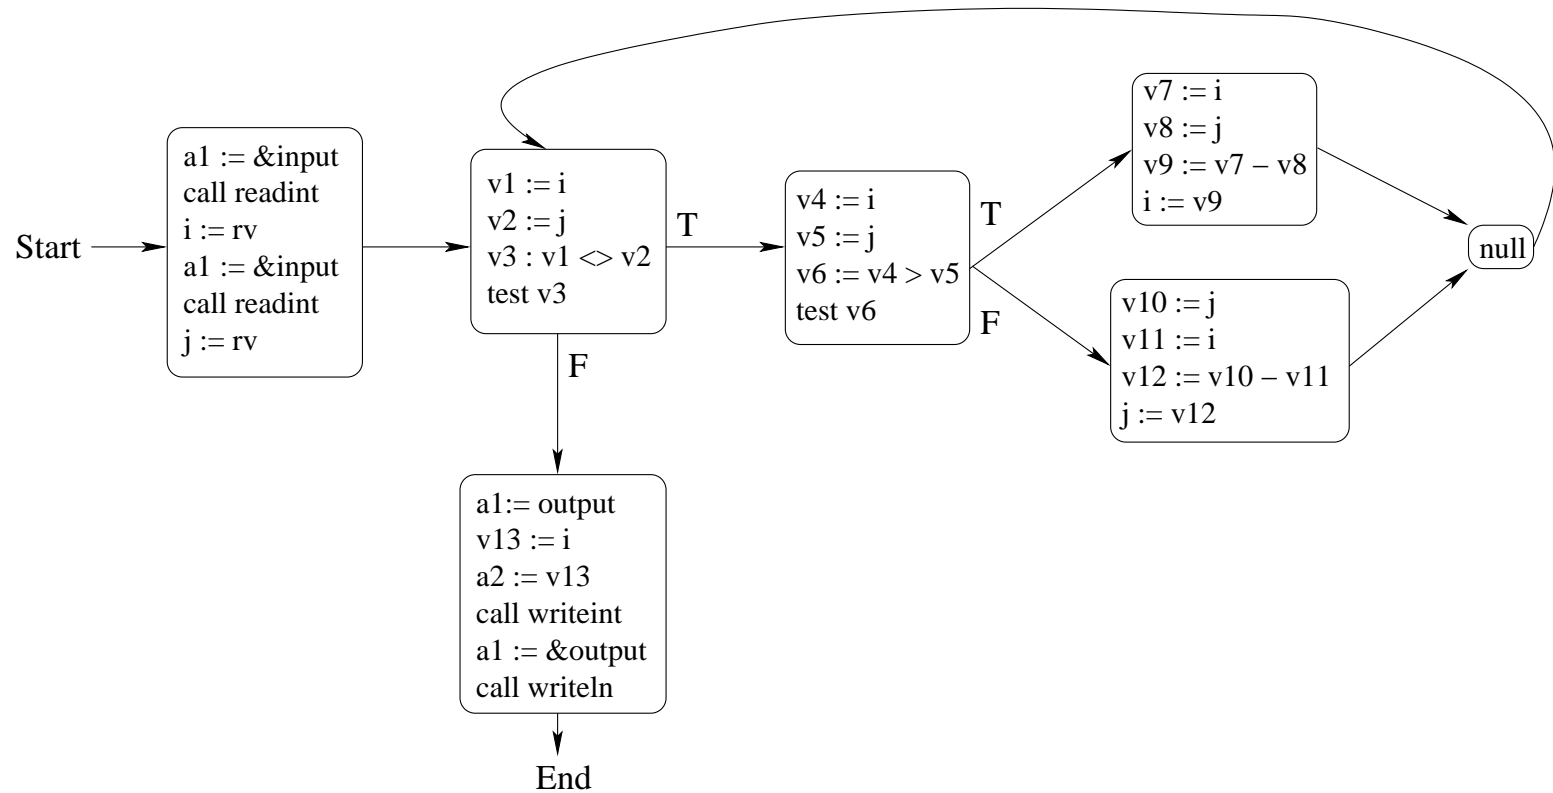 Start
a1 := &input
call readint
i := rv
a1 := &input
call readint
j := rv
v1 := i
v2 := j
v3 : v1 <> v2
test v3
T
F
v4 := i
v5 := j
v6 := v4 > v5
test v6
T
F
v7 := i
v8 := j
v9 := v7 – v8
i := v9
v10 := j
v11 := i
v12 := v10 – v11
j := v12
null
a1:= output
v13 := i
a2 := v13
call writeint
a1 := &output
call writeln
End